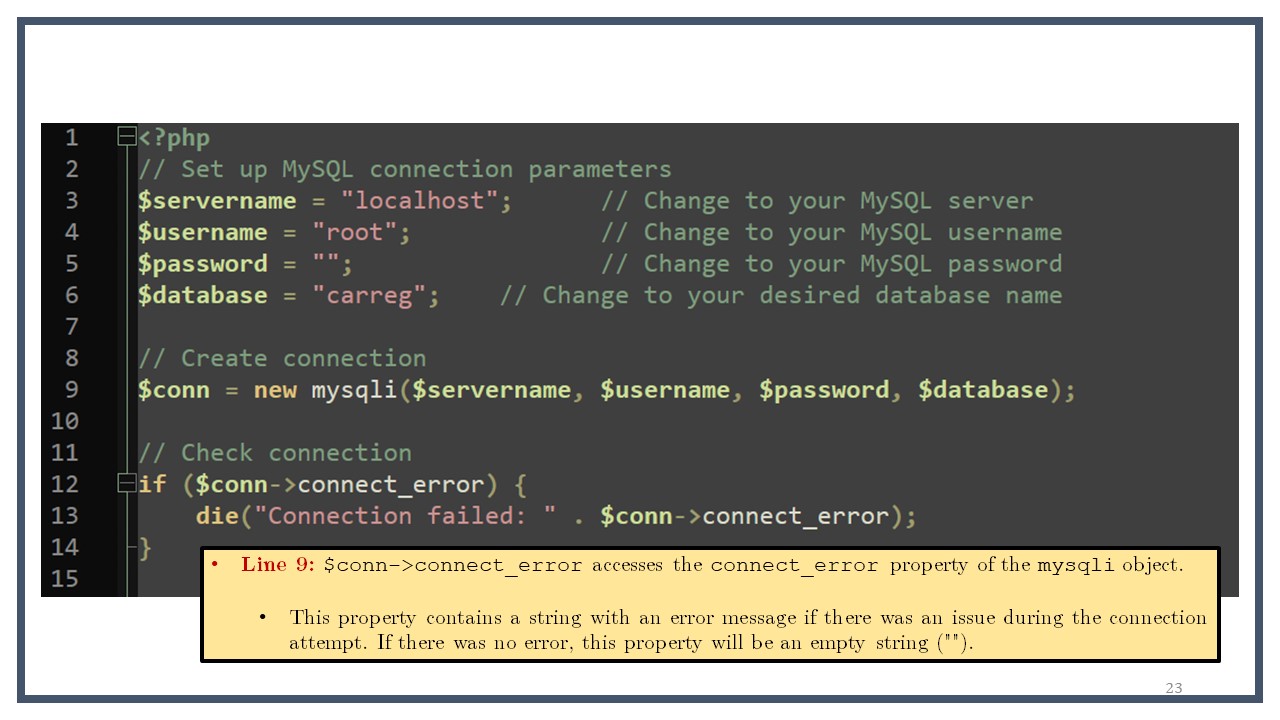 1 <?php
2 // Set up MySQL connection parameters
3 $servername = "localhost"; // Change to your MySQL server
4 $username = "root"; // Change to your MySQL username
5 $password = ""; // Change to your MySQL password
6 $database = "carreg"; // Change to your desired database name
7
8 // Create connection
9 $conn = new mysqli($servername, $username, $password, $database);
10
11 // Check connection
12 if ($conn->connect_error) {
13 die("Connection failed: " . $conn->connect_error);
14 }
15
• Line 9: $conn->connect_error accesses the connect_error property of the mysqli object.
• This property contains a string with an error message if there was an issue during the connection
attempt. If there was no error, this property will be an empty string ("").
23